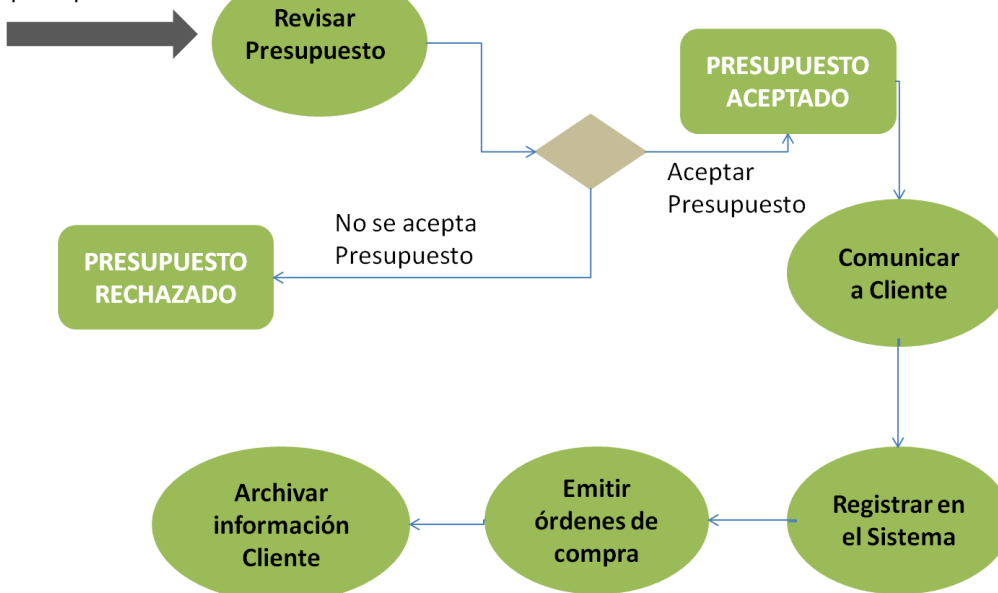 Revisar
Presupuesto
PRESUPUESTO
ACEPTADO
Aceptar
Presupuesto
No se acepta
Presupuesto
PRESUPUESTO
RECHAZADO
Comunicar
a Cliente
Registrar en
el Sistema
Emitir
órdenes de
compra
Archivar
información
Cliente